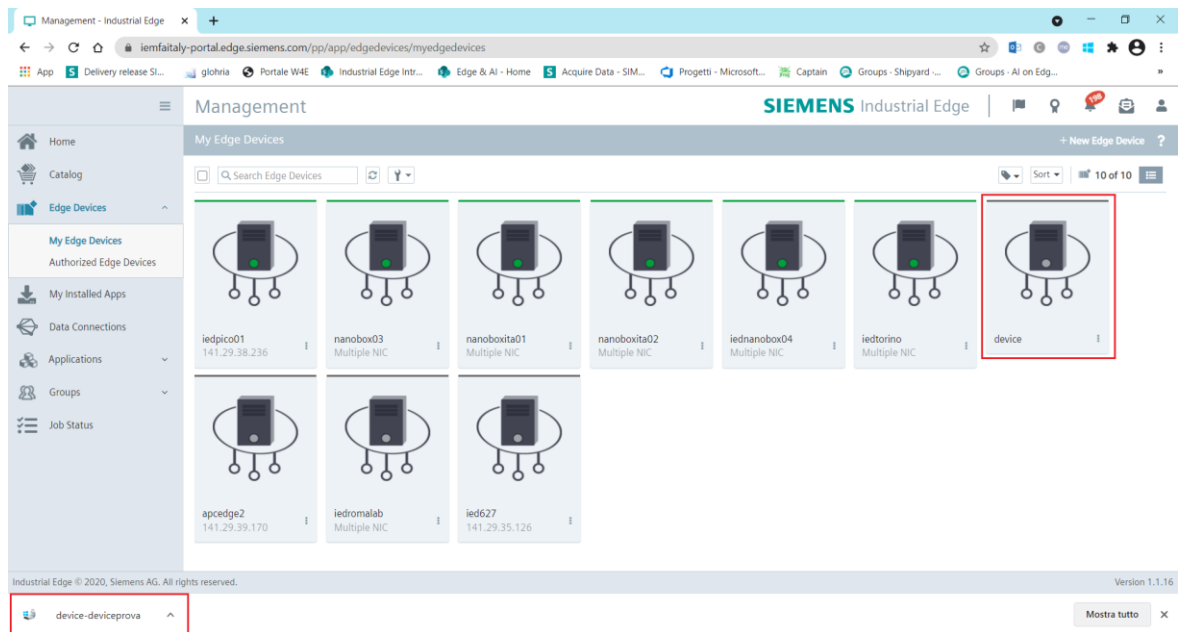 Management - Industrial Edge
iemfaitaly-portal.edge.siemens.com/pp/app/edgedevices/myedgedevices
App
Delivery release SI...
glohria
Portale W4E
Industrial Edge Intr...
Edge & AI - Home
Acquire Data - SIM...
Progetti - Microsoft...
Captain
Groups - Shipyard -...
Groups - AI on Edg...
»
Management
SIEMENS Industrial Edge
198
Home
Catalog
Edge Devices
My Edge Devices
Authorized Edge Devices
My Installed Apps
Data Connections
Applications
Groups
Job Status
My Edge Devices
+ New Edge Device ?
Search Edge Devices
Sort
10 of 10
iedpico01
141.29.38.236
nanobox03
Multiple NIC
nanoboxita01
Multiple NIC
nanoboxita02
Multiple NIC
iednanobox04
Multiple NIC
iedtorino
Multiple NIC
device
apcedge2
141.29.39.170
iedromalab
Multiple NIC
ied627
141.29.35.126
Industrial Edge © 2020, Siemens AG. All rights reserved.
Version 1.1.16
device-deviceprova
Mostra tutto